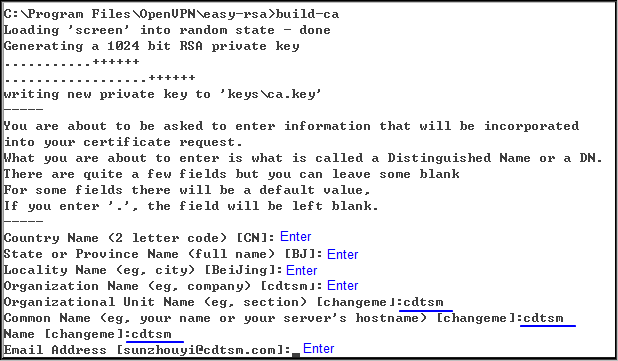 C:\Program Files\OpenVPN\easy-rsa>build-ca
Loading 'screen' into random state - done
Generating a 1024 bit RSA private key
...........++++++
..................++++++
writing new private key to 'keys\ca.key'
-----
You are about to be asked to enter information that will be incorporated
into your certificate request.
What you are about to enter is what is called a Distinguished Name or a DN.
There are quite a few fields but you can leave some blank
For some fields there will be a default value,
If you enter '.', the field will be left blank.
-----
Country Name (2 letter code) [CN]: Enter
State or Province Name (full name) [BJ]: Enter
Locality Name (eg, city) [BeiJing]: Enter
Organization Name (eg, company) [cdtsm]: Enter
Organizational Unit Name (eg, section) [changeme]:cdtsm
Common Name (eg, your name or your server's hostname) [changeme]:cdtsm
Name [changeme]:cdtsm
Email Address [sunzhouyi@cdtsm.com]:_ Enter